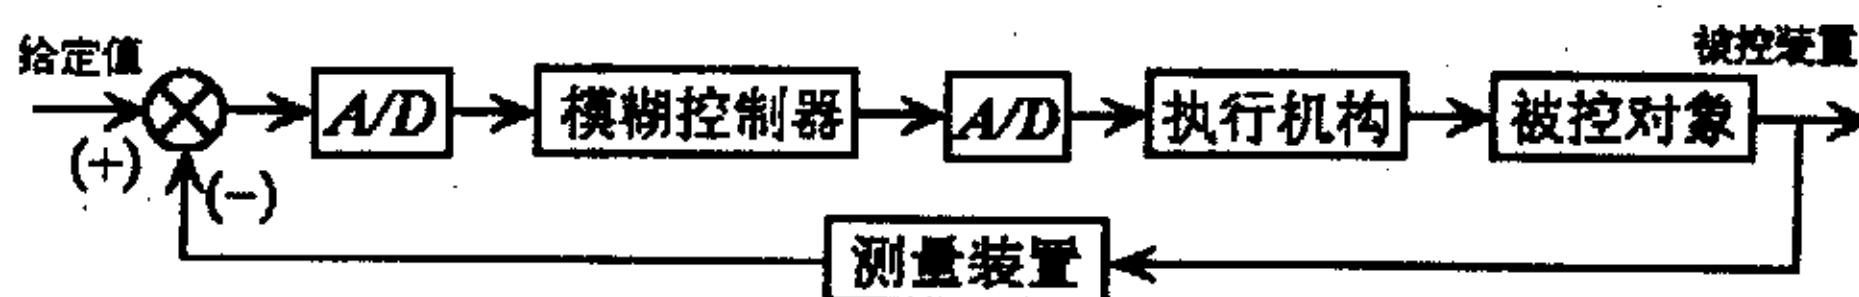 给定值
被控装置
A/D
模糊控制器
A/D
执行机构
被控对象
(+)
(-)
测量装置